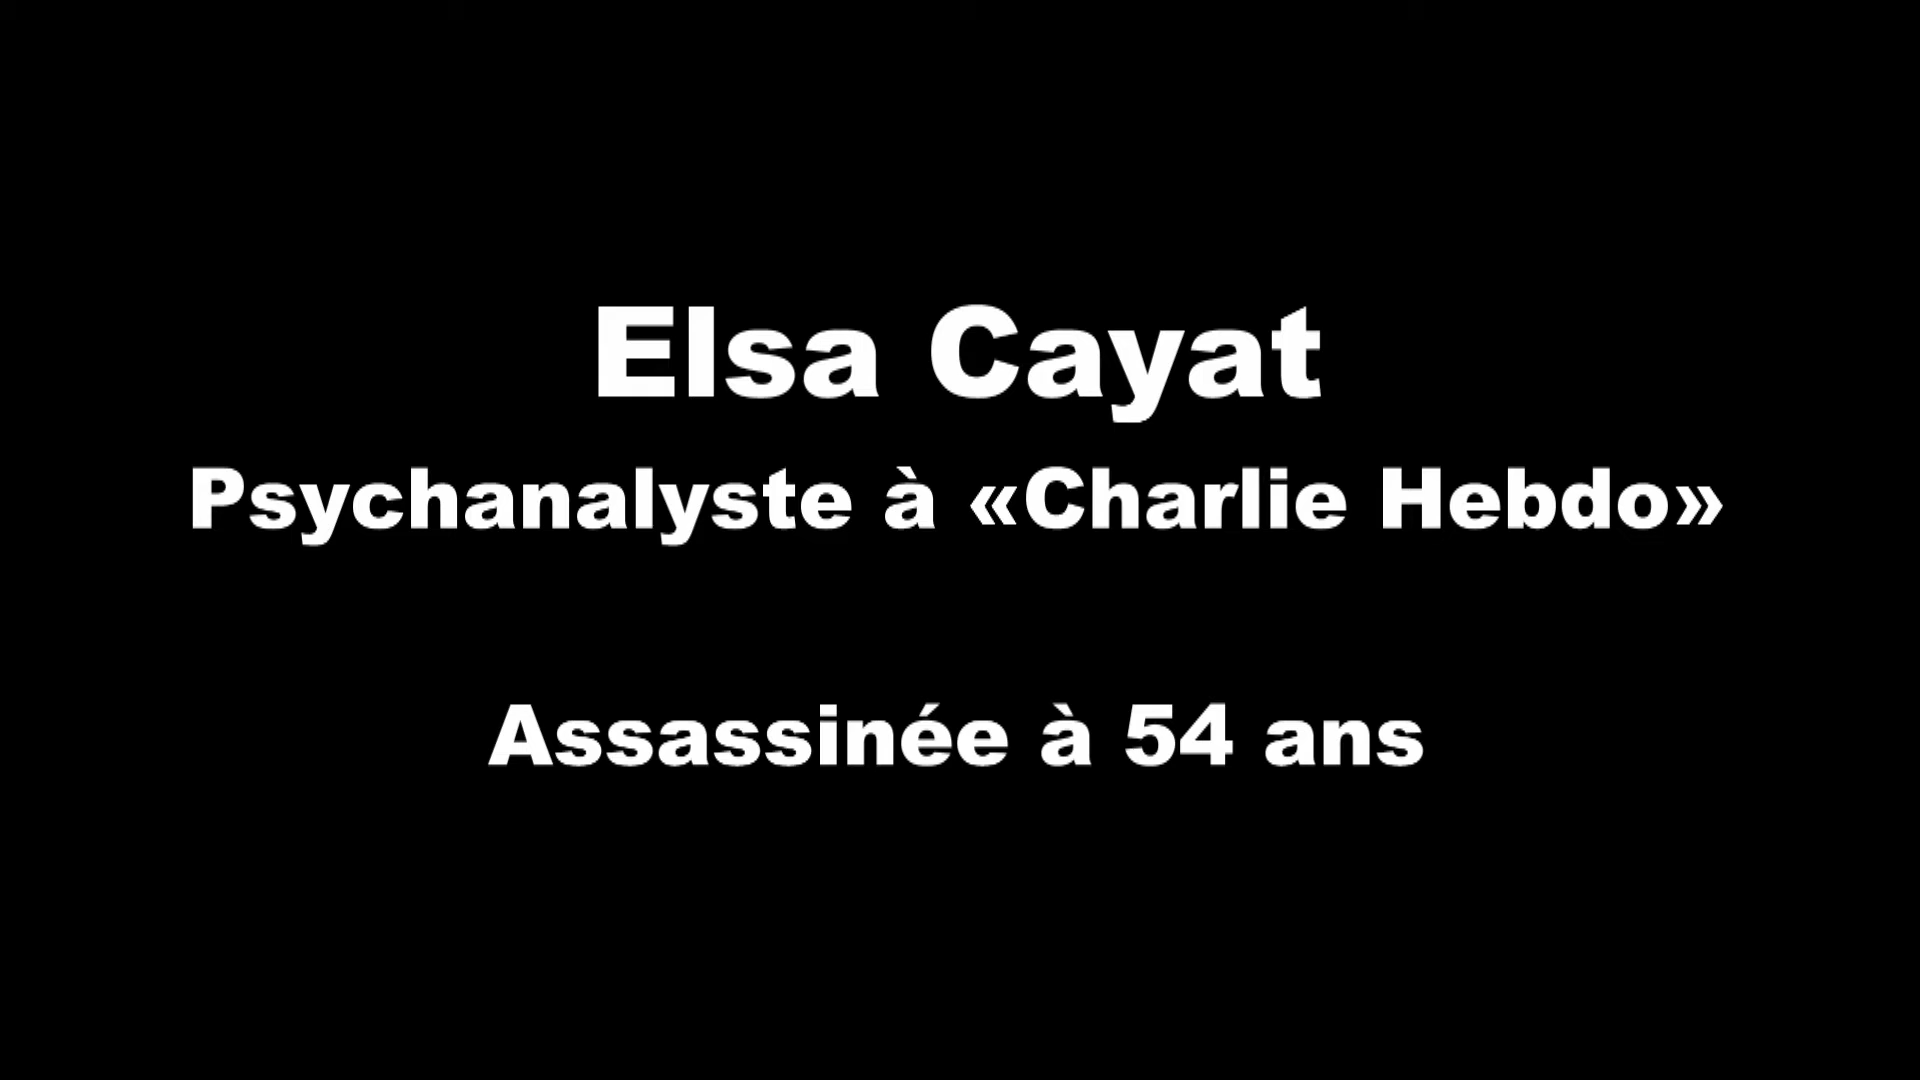 Elsa Cayat
Psychanalyste à «Charlie Hebdo»
Assassinée à 54 ans